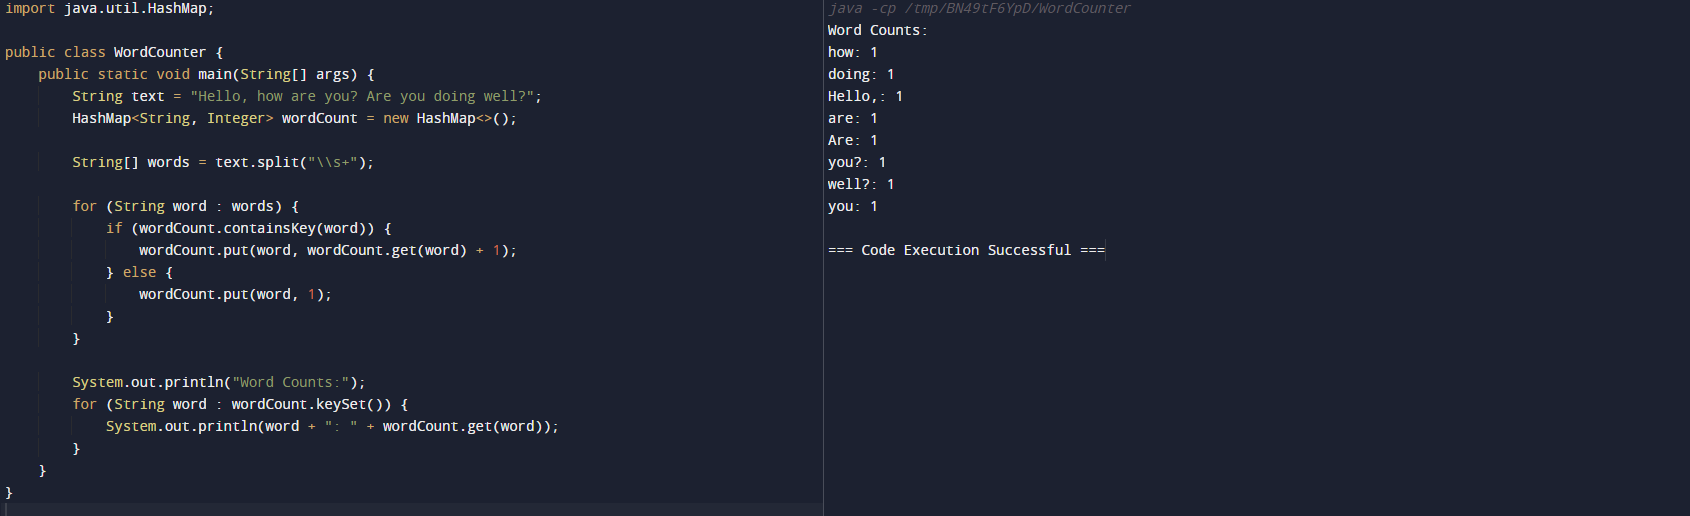 import java.util.HashMap;
public class WordCounter {
    public static void main(String[] args) {
        String text = "Hello, how are you? Are you doing well?";
        HashMap<String, Integer> wordCount = new HashMap<>();
        String[] words = text.split("\\s+");
        for (String word : words) {
            if (wordCount.containsKey(word)) {
                wordCount.put(word, wordCount.get(word) + 1);
            } else {
                wordCount.put(word, 1);
            }
        }
        System.out.println("Word Counts:");
        for (String word : wordCount.keySet()) {
            System.out.println(word + ": " + wordCount.get(word));
        }
    }
}
java -cp /tmp/BN49tF6YpD/WordCounter
Word Counts:
how: 1
doing: 1
Hello,: 1
are: 1
Are: 1
you?: 1
well?: 1
you: 1
=== Code Execution Successful ===